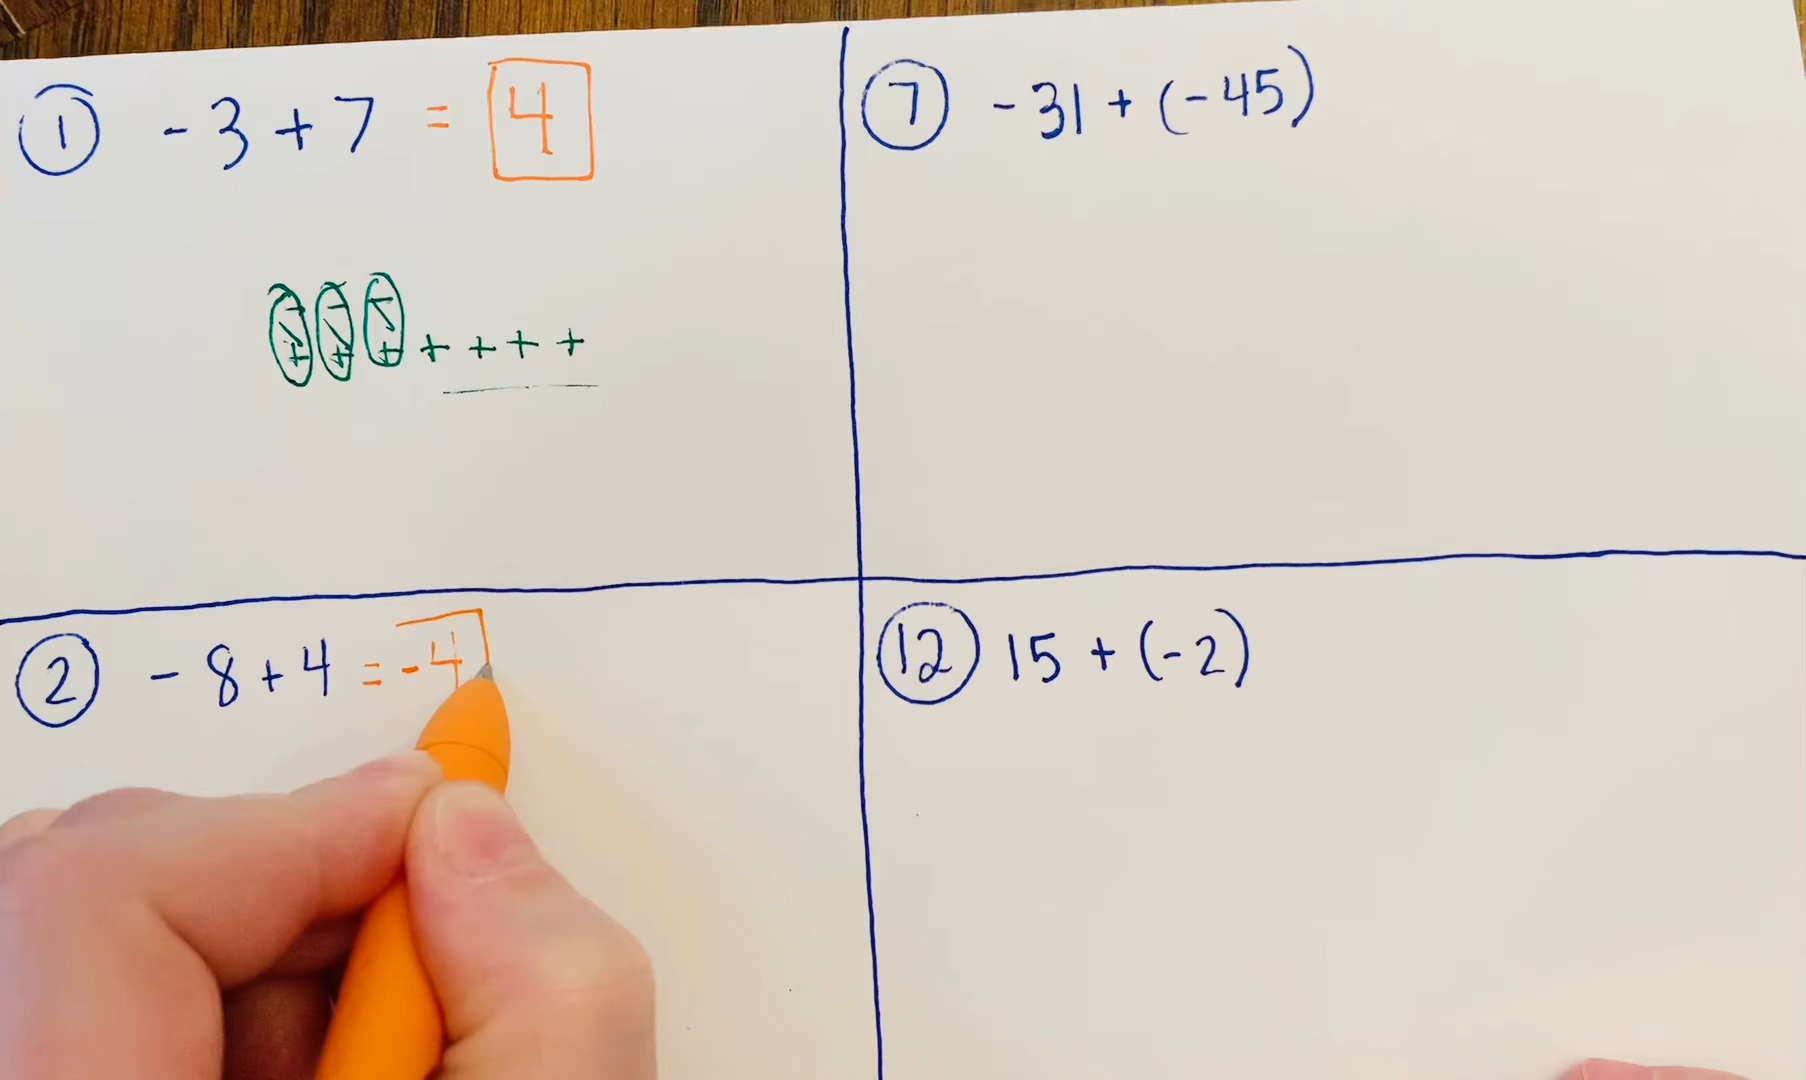 ① -3+7 = 4
- - -
+ + + + + + +
② -8+4 = -4
⑦ -31+(-45)
⑫ 15+(-2)